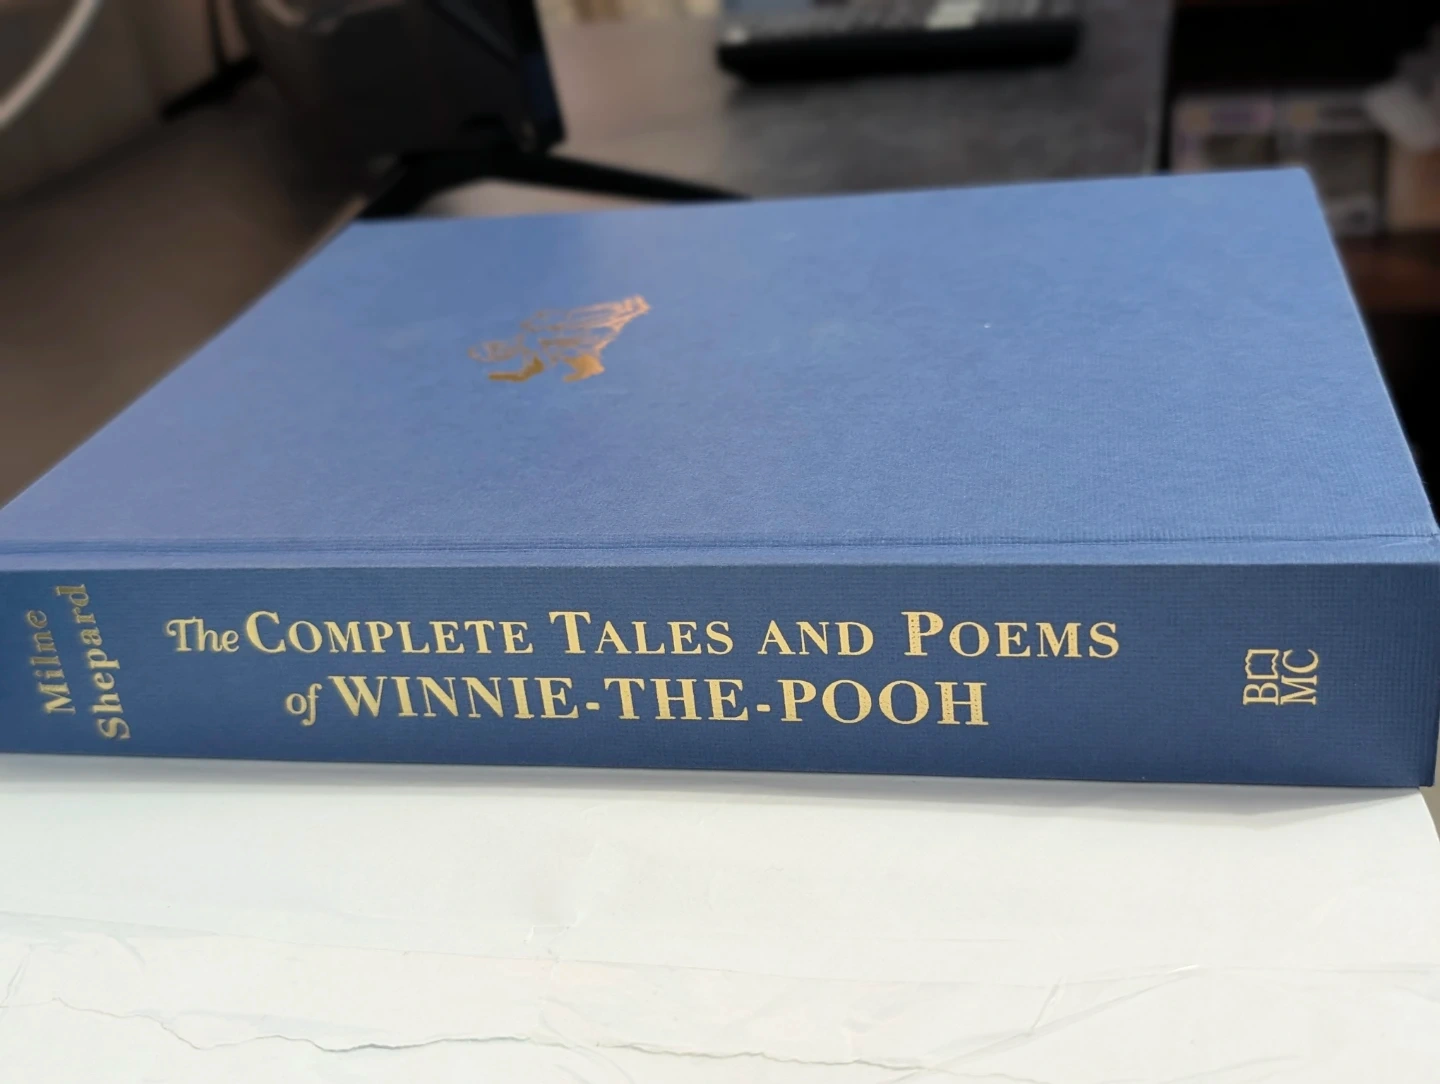 Milne
Shepard
The COMPLETE TALES AND POEMS
of WINNIE-THE-POOH
BOMC